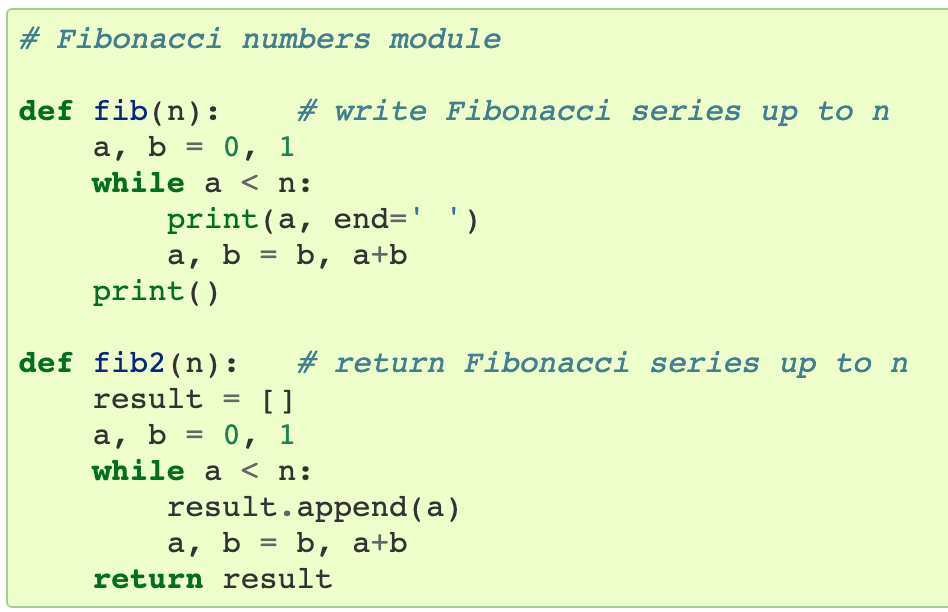 # Fibonacci numbers module

def fib(n):    # write Fibonacci series up to n
    a, b = 0, 1
    while a < n:
        print(a, end=' ')
        a, b = b, a+b
    print()

def fib2(n):   # return Fibonacci series up to n
    result = []
    a, b = 0, 1
    while a < n:
        result.append(a)
        a, b = b, a+b
    return result